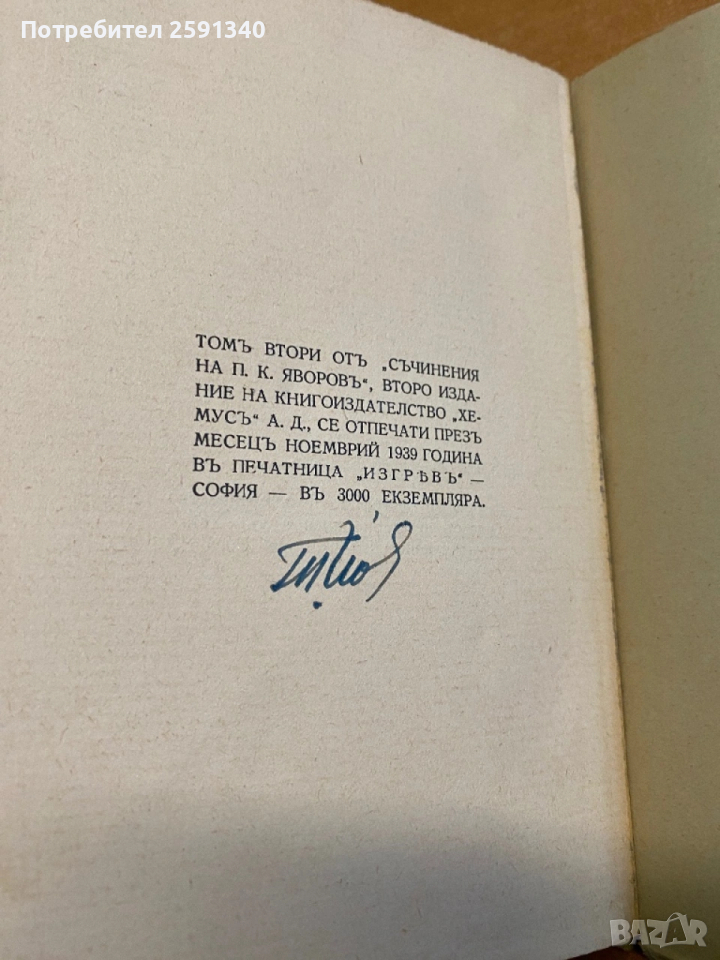 Потребител 2591340
ТОМЪ ВТОРИ ОТЪ „СЪЧИНЕНИЯ
НА П. К. ЯВОРОВЪ“, ВТОРО ИЗДА-
НИЕ НА КНИГОИЗДАТЕЛСТВО „ХЕ-
МУСЪ“ А. Д., СЕ ОТПЕЧАТИ ПРЕЗЪ
МЕСЕЦЪ НОЕМВРИЙ 1939 ГОДИНА
ВЪ ПЕЧАТНИЦА „ИЗГРѢВЪ“ —
СОФИЯ — ВЪ 3000 ЕКЗЕМПЛЯРА.
BAZAR